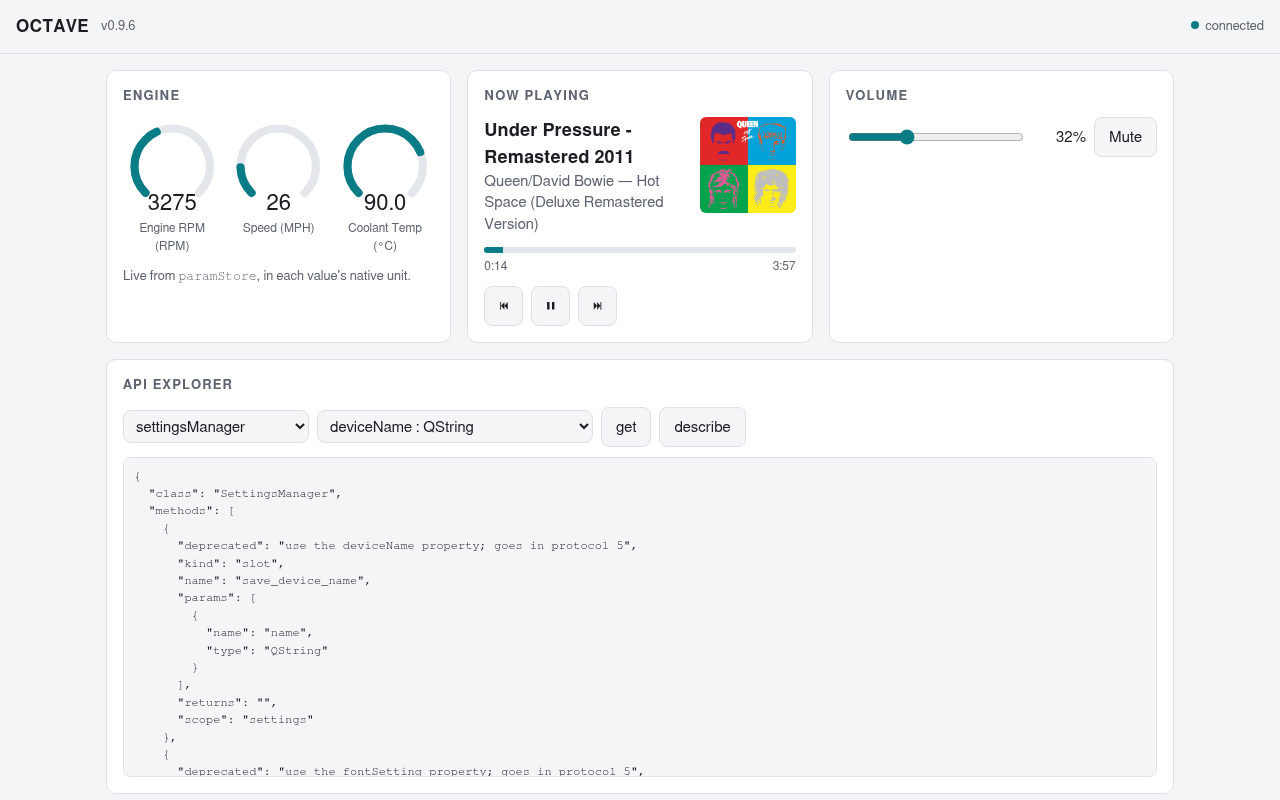 OCTAVE v0.9.6
connected
ENGINE
3275
Engine RPM
(RPM)
26
Speed (MPH)
90.0
Coolant Temp
(°C)
Live from paramStore, in each value's native unit.
NOW PLAYING
Under Pressure -
Remastered 2011
Queen/David Bowie — Hot
Space (Deluxe Remastered
Version)
QUEEN
Hot
Space
0:14
3:57
VOLUME
32%
Mute
API EXPLORER
settingsManager
deviceName : QString
get
describe
{
"class": "SettingsManager",
"methods": [
{
"deprecated": "use the deviceName property; goes in protocol 5",
"kind": "slot",
"name": "save_device_name",
"params": [
{
"name": "name",
"type": "QString"
}
],
"returns": "",
"scope": "settings"
},
{
"deprecated": "use the fontSetting property; goes in protocol 5",